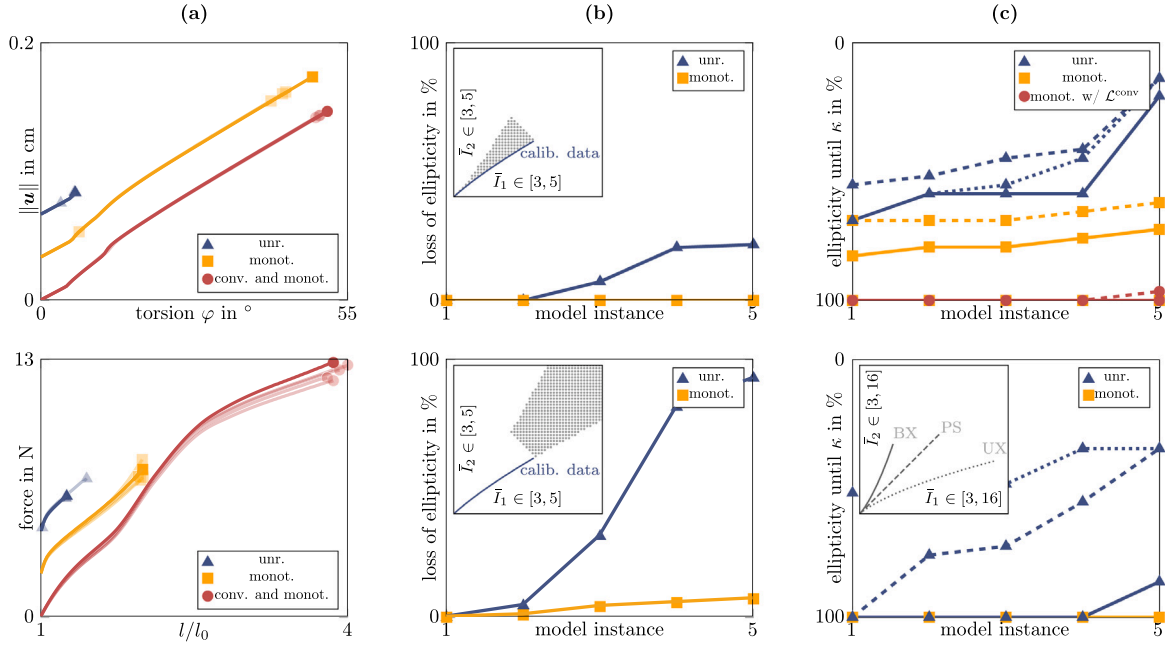 (a)
0.2
‖u‖ in cm
unr.
monot.
conv. and monot.
0
0
torsion φ in °
55
(b)
100
loss of ellipticity in %
unr.
monot.
Ī₂ ∈ [3, 5]
calib. data
Ī₁ ∈ [3, 5]
0
1
model instance
5
(c)
0
ellipticity until κ in %
unr.
monot.
monot. w/ 𝓛ᶜᵒⁿᵛ
100
1
model instance
5
13
force in N
unr.
monot.
conv. and monot.
0
1
l/l₀
4
100
loss of ellipticity in %
unr.
monot.
Ī₂ ∈ [3, 5]
calib. data
Ī₁ ∈ [3, 5]
0
1
model instance
5
0
ellipticity until κ in %
unr.
monot.
Ī₂ ∈ [3, 16]
BX
PS
UX
Ī₁ ∈ [3, 16]
100
1
model instance
5